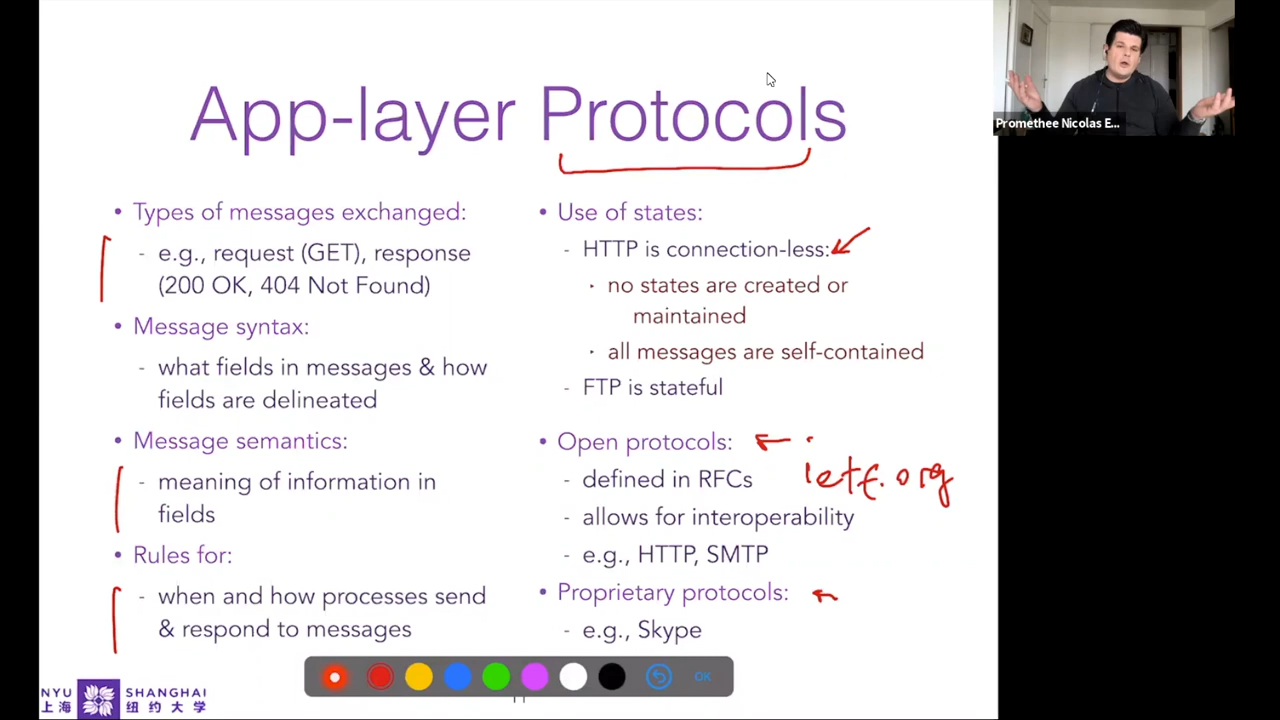 App-layer Protocols
Promethee Nicolas E...
• Types of messages exchanged:
- e.g., request (GET), response
(200 OK, 404 Not Found)
• Message syntax:
- what fields in messages & how
fields are delineated
• Message semantics:
- meaning of information in
fields
• Rules for:
- when and how processes send
& respond to messages
• Use of states:
- HTTP is connection-less:
‣ no states are created or
maintained
‣ all messages are self-contained
- FTP is stateful
• Open protocols:
- defined in RFCs
ietf.org
- allows for interoperability
- e.g., HTTP, SMTP
• Proprietary protocols:
- e.g., Skype
OK
NYU SHANGHAI
上海 纽约大学